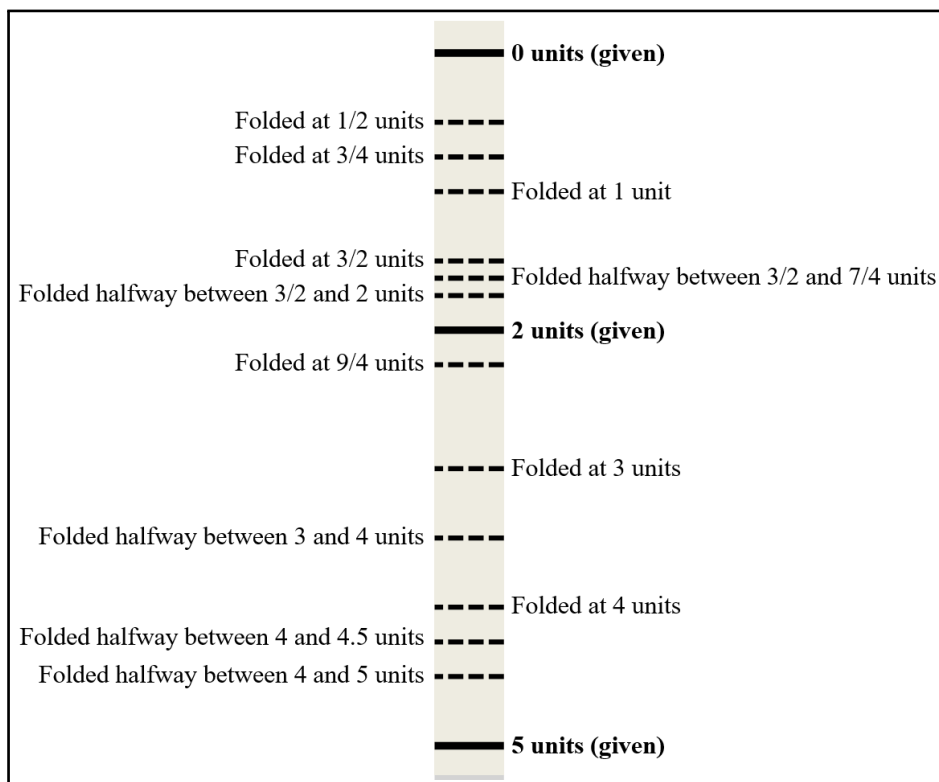 0 units (given)
Folded at 1/2 units
Folded at 3/4 units
Folded at 1 unit
Folded at 3/2 units
Folded halfway between 3/2 and 7/4 units
Folded halfway between 3/2 and 2 units
2 units (given)
Folded at 9/4 units
Folded at 3 units
Folded halfway between 3 and 4 units
Folded at 4 units
Folded halfway between 4 and 4.5 units
Folded halfway between 4 and 5 units
5 units (given)